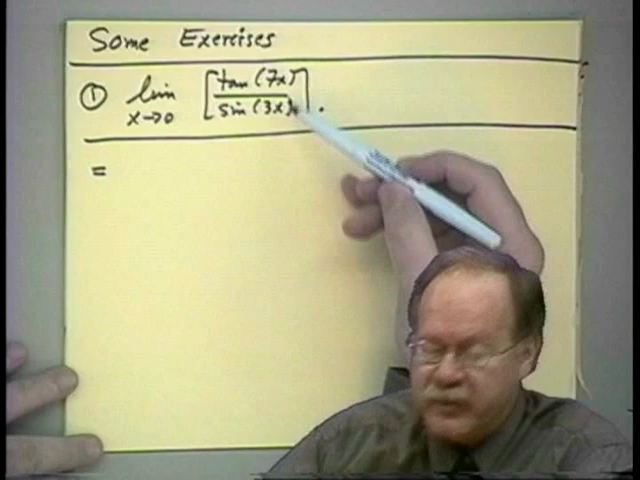 Some Exercises
① lim x→0 [tan(7x) / sin(3x)].
=